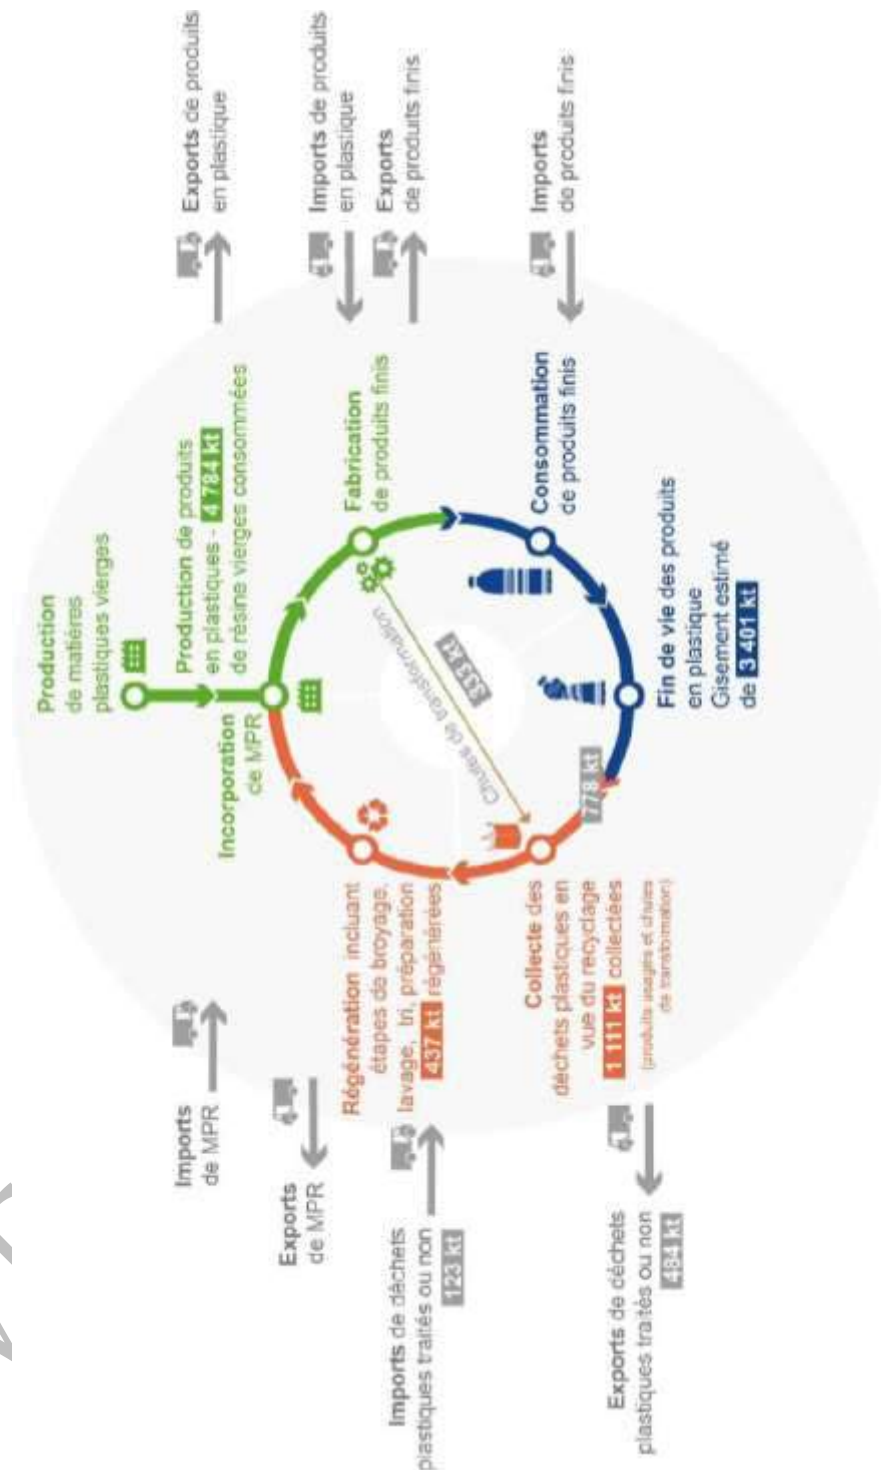 Production
de matières
plastiques vierges
Production de produits
en plastiques - 4 784 kt
de résine vierges consommées
Exports de produits
en plastique
Incorporation
de MPR
Imports
de MPR
Exports
de MPR
Fabrication
de produits finis
Imports de produits
en plastique
Exports
de produits finis
Régénération incluant
étapes de broyage,
lavage, tri, préparation
437 kt régénérées
Imports de déchets
plastiques traités ou non
123 kt
Chutes de transformation
333 kt
Consommation
de produits finis
Imports
de produits finis
Collecte des
déchets plastiques en
vue du recyclage
1 111 kt collectées
(produits usagés et chutes
de transformation)
778 kt
Exports de déchets
plastiques traités ou non
484 kt
Fin de vie des produits
en plastique
Gisement estimé
de 3 401 kt